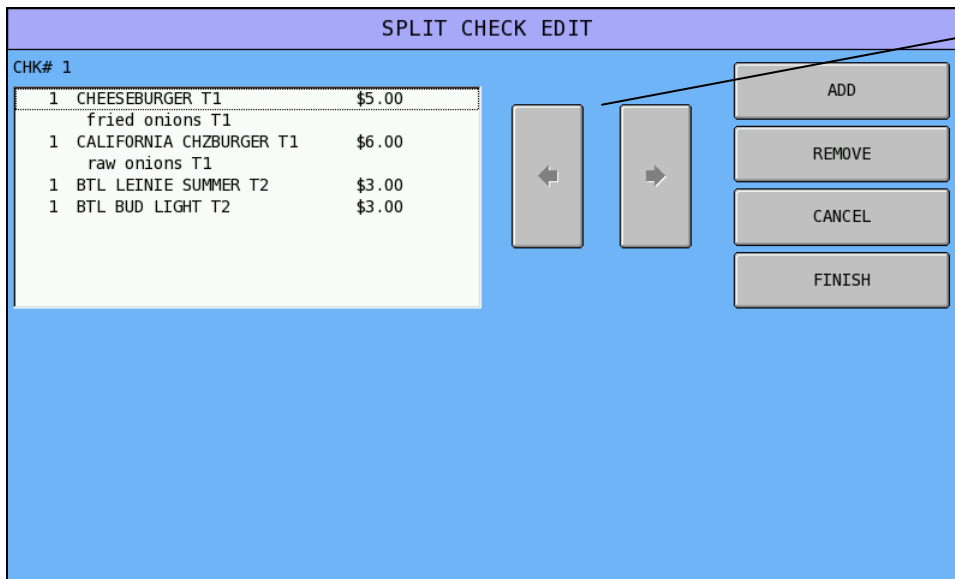 SPLIT CHECK EDIT
CHK# 1
1 CHEESEBURGER T1 $5.00
fried onions T1
1 CALIFORNIA CHZBURGER T1 $6.00
raw onions T1
1 BTL LEINIE SUMMER T2 $3.00
1 BTL BUD LIGHT T2 $3.00
ADD
REMOVE
CANCEL
FINISH